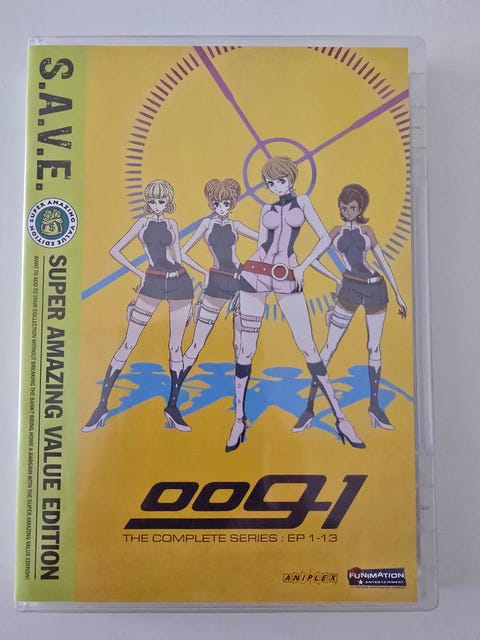 S.A.V.E.
SUPER AMAZING VALUE EDITION
SUPER AMAZING VALUE EDITION
WANT TO ADD TO YOUR COLLECTION WITHOUT BREAKING THE BANK? BRING HOME A BARGAIN WITH THE SUPER AMAZING VALUE EDITION!
009-1
THE COMPLETE SERIES : EP 1-13
ANIPLEX
FUNIMATION
ENTERTAINMENT